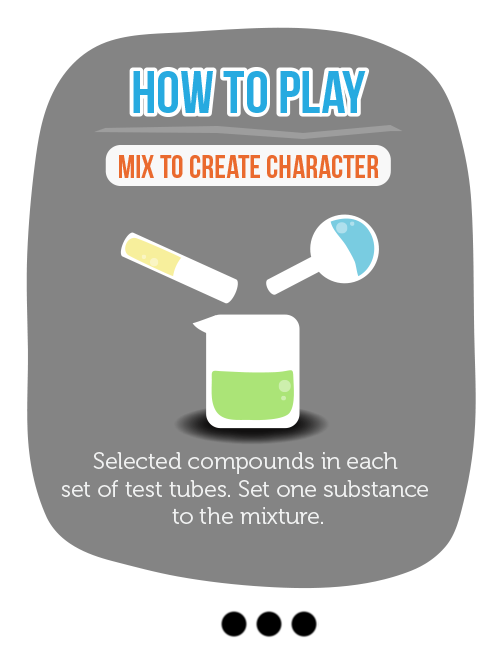 HOW TO PLAY
MIX TO CREATE CHARACTER
Selected compounds in each
set of test tubes. Set one substance
to the mixture.